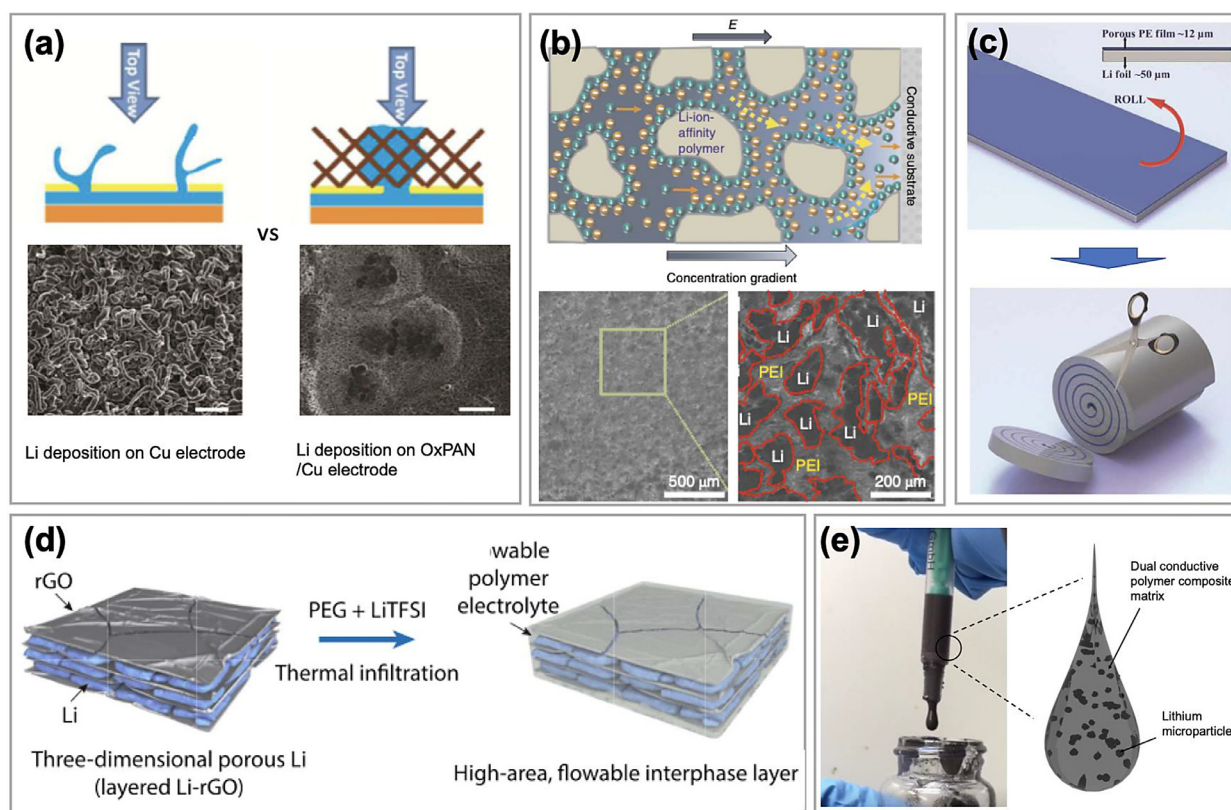 (a)
Top View
Top View
vs
Li deposition on Cu electrode
Li deposition on OxPAN
/Cu electrode
(b)
E
Li-ion-
affinity
polymer
Conductive substrate
Concentration gradient
500 µm
Li
Li
Li
PEI
Li
Li
PEI
Li
Li
Li
PEI
200 µm
(c)
Porous PE film ~12 µm
Li foil ~50 µm
ROLL
(d)
rGO
Li
Three-dimensional porous Li
(layered Li-rGO)
PEG + LiTFSI
Thermal infiltration
wable
polymer
electrolyte
High-area, flowable interphase layer
(e)
Dual conductive
polymer composite
matrix
Lithium
microparticle